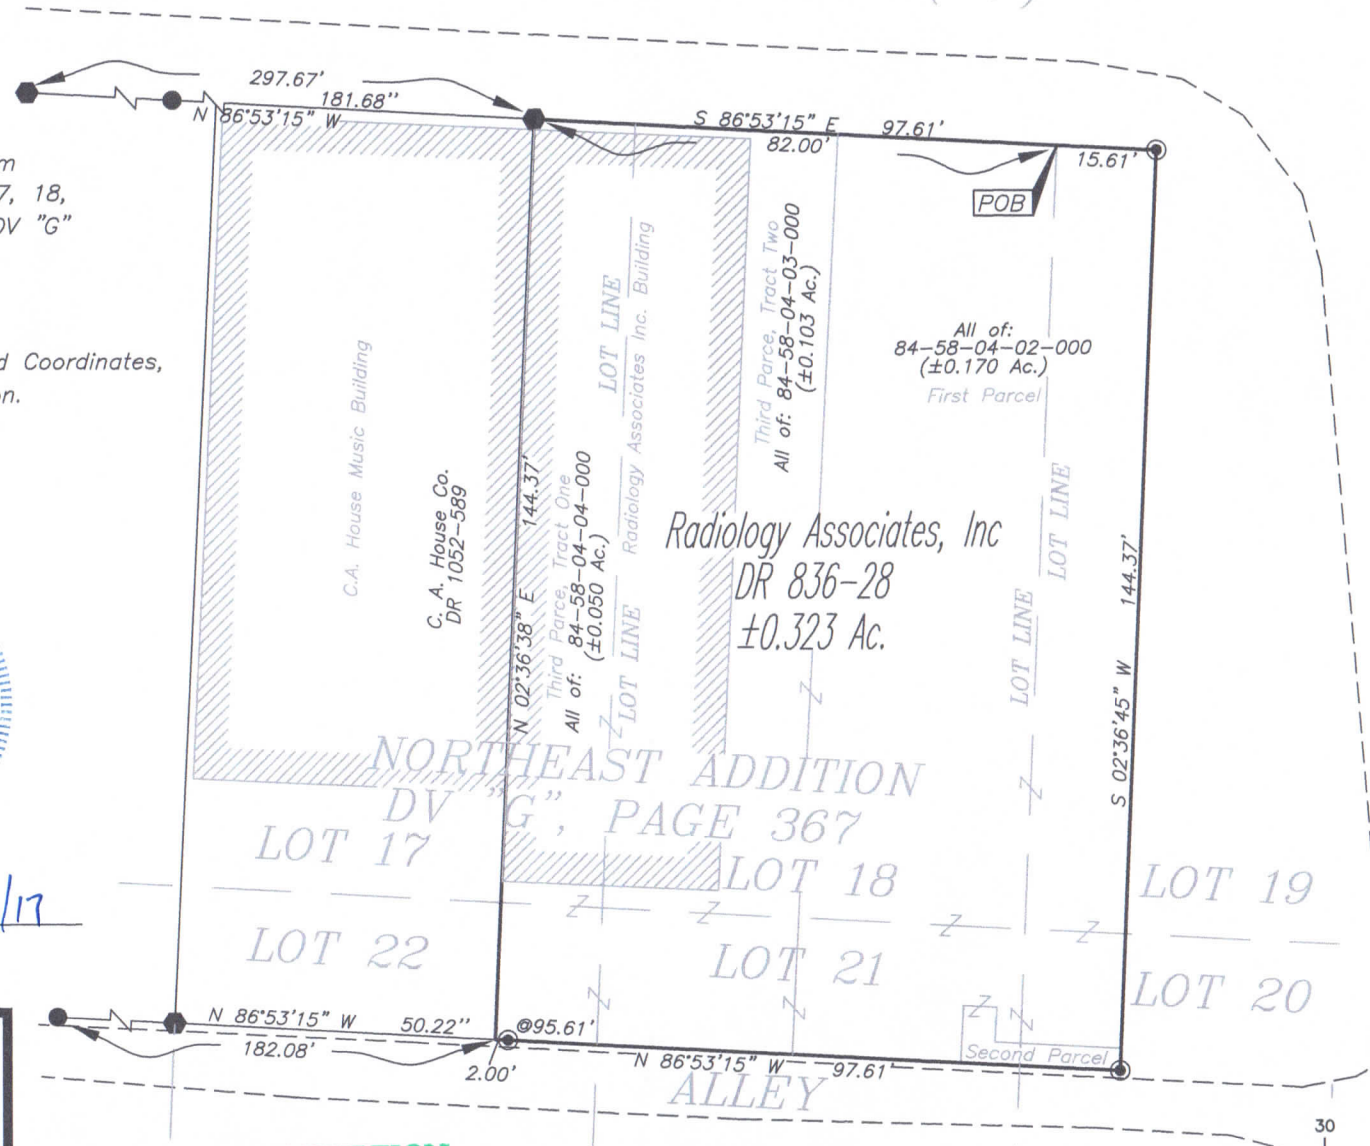 297.67'
181.68"
N 86°53'15" W
S 86°53'15" E 97.61'
82.00'
15.61'
POB
m
7, 18,
DV "G"
d Coordinates,
on.
C.A. House Music Building
C. A. House Co.
DR 1052-589
N 02°36'38" E 144.37'
Third Parce, Tract One
All of: 84-58-04-04-000
(±0.050 Ac.)
LOT LINE
LOT LINE
Radiology Associates Inc. Building
Third Parce, Tract Two
All of: 84-58-04-03-000
(±0.103 Ac.)
All of:
84-58-04-02-000
(±0.170 Ac.)
First Parcel
LOT LINE
LOT LINE
Radiology Associates, Inc
DR 836-28
±0.323 Ac.
S 02°36'45" W 144.37'
NORTHEAST ADDITION
DV "G", PAGE 367
LOT 17
LOT 18
LOT 19
/17
LOT 22
LOT 21
LOT 20
N 86°53'15" W 50.22"
@95.61'
182.08'
2.00'
N 86°53'15" W 97.61'
Second Parcel
ALLEY
30